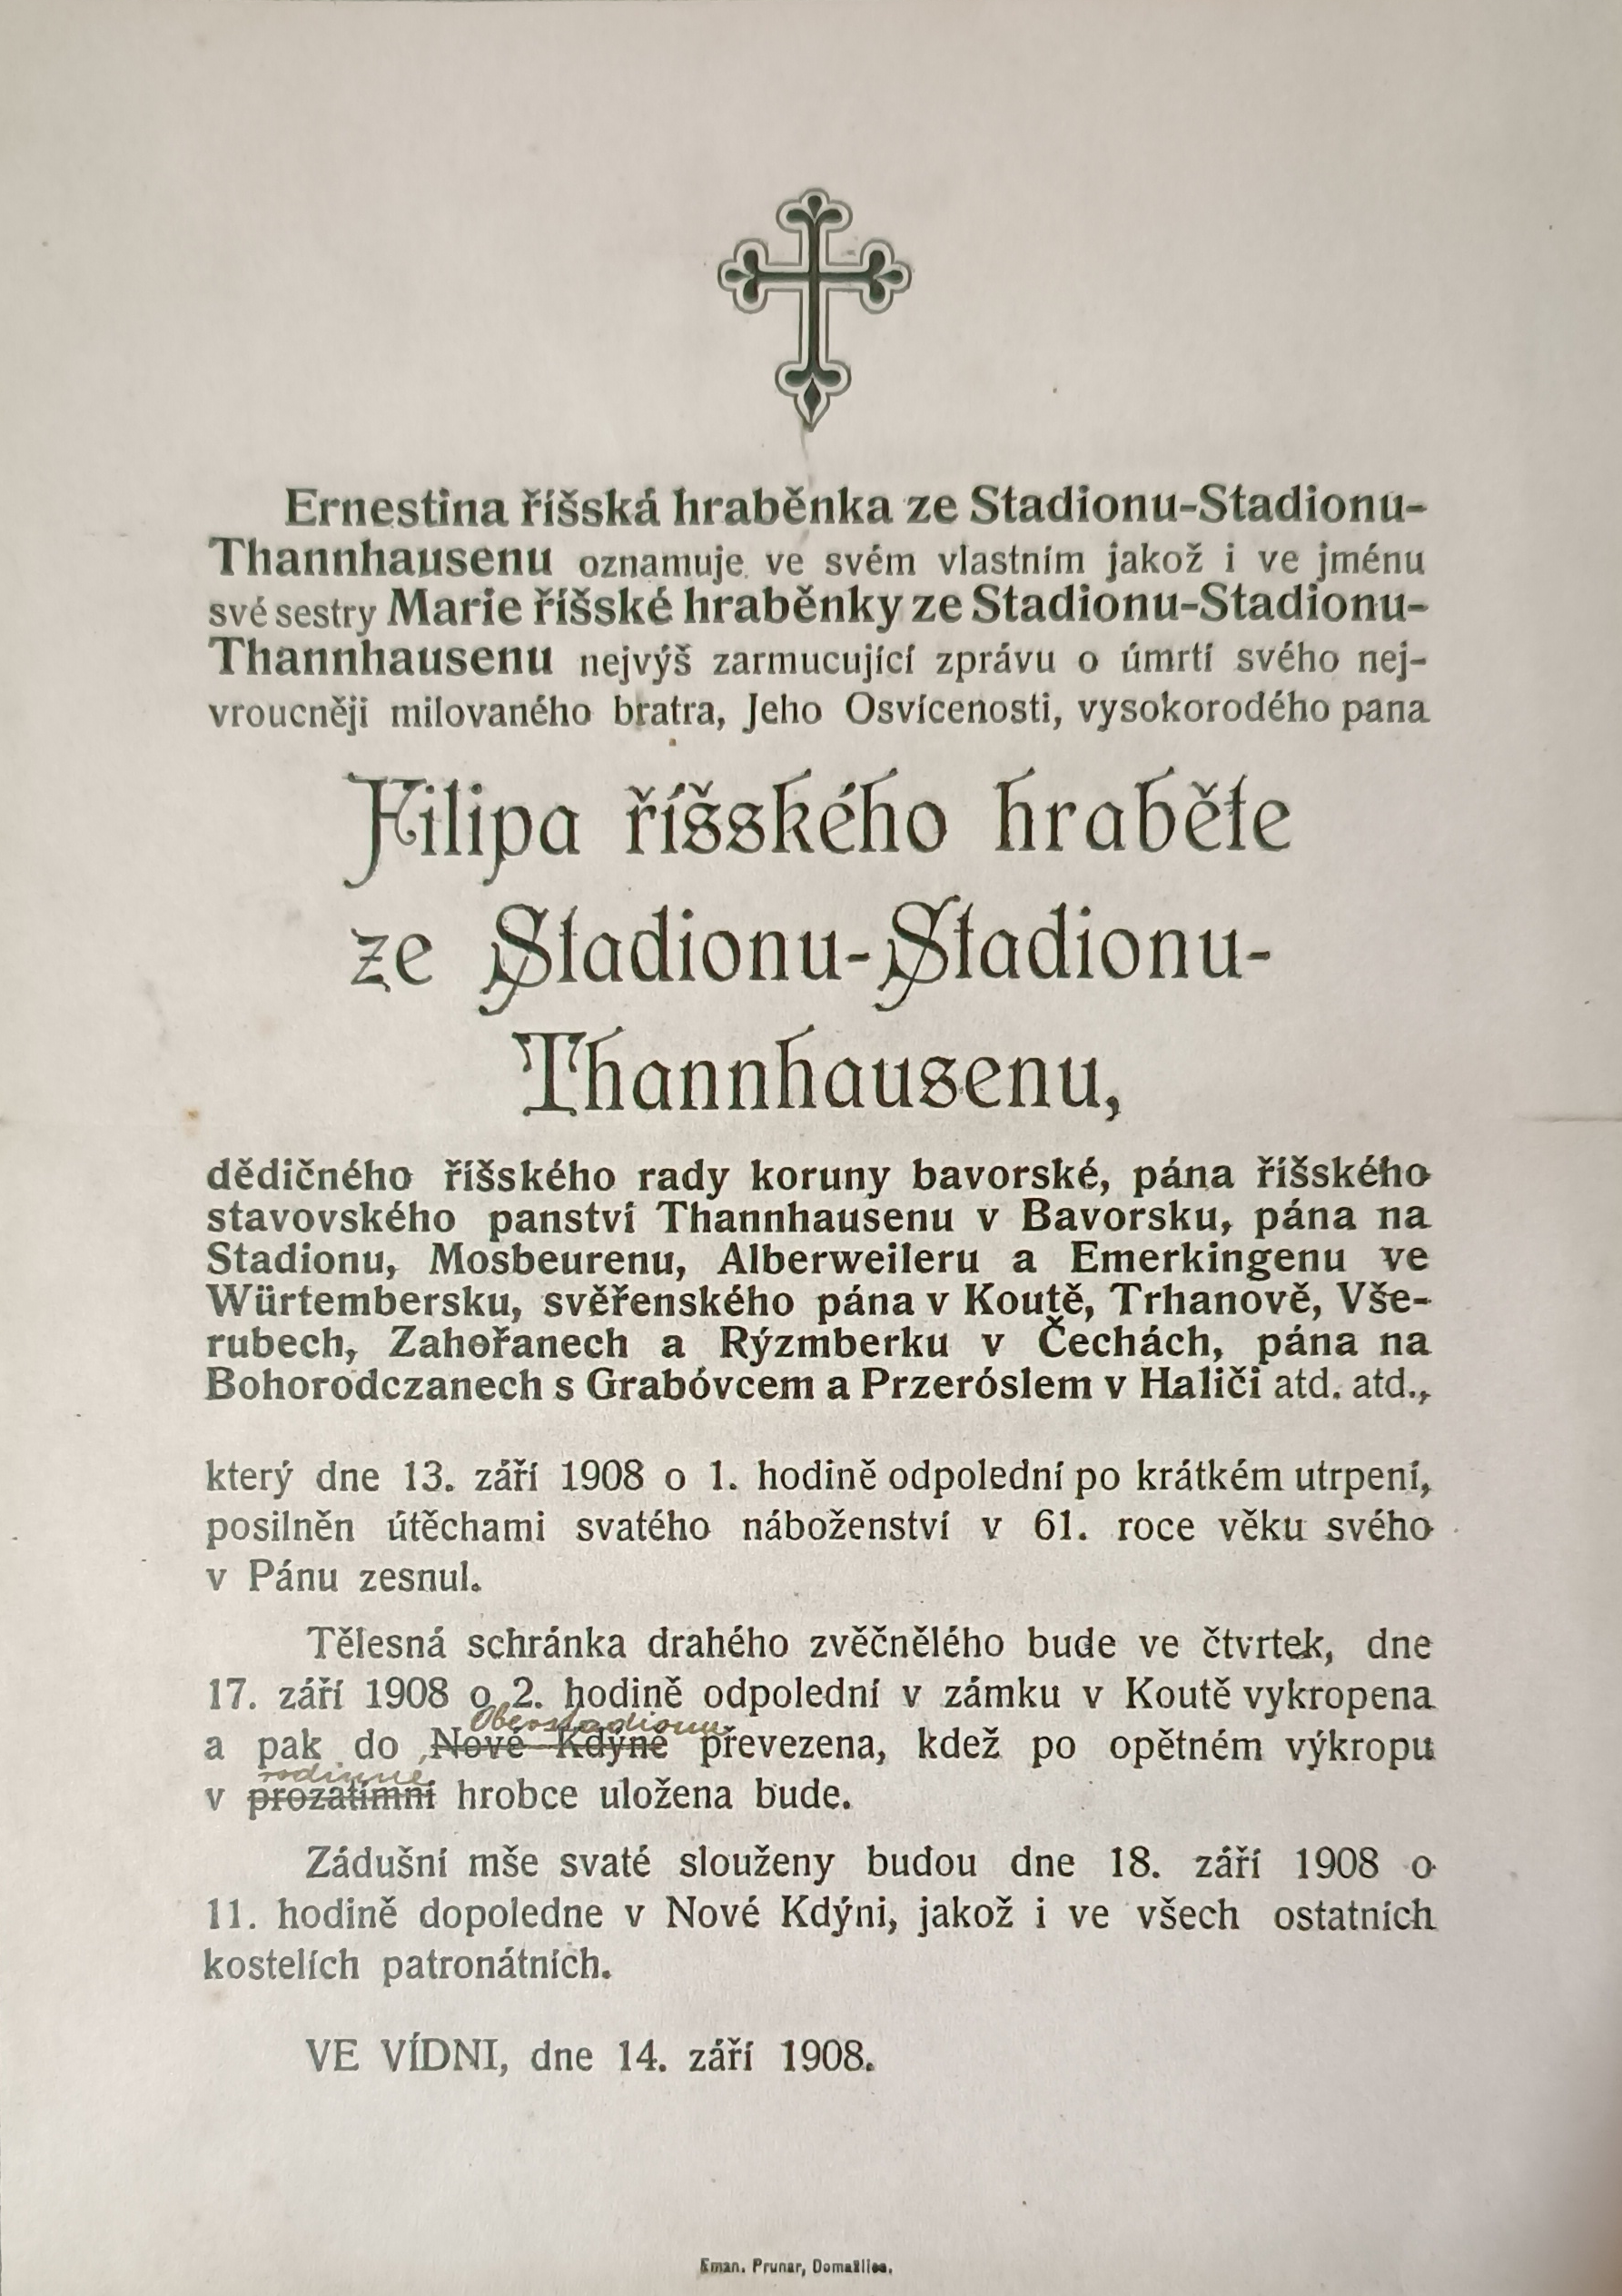 Ernestina říšská hraběnka ze Stadionu-Stadionu-
Thannhausenu oznamuje ve svém vlastním jakož i ve jménu
své sestry Marie říšské hraběnky ze Stadionu-Stadionu-
Thannhausenu nejvýš zarmucující zprávu o úmrtí svého nej-
vroucněji milovaného bratra, Jeho Osvícenosti, vysokorodého pana
Filipa říšského hraběte
ze Stadionu-Stadionu-
Thannhausenu,
dědičného říšského rady koruny bavorské, pána říšského
stavovského panství Thannhausenu v Bavorsku, pána na
Stadionu, Mosbeurenu, Alberweileru a Emerkingenu ve
Würtembersku, svěřenského pána v Koutě, Trhanově, Vše-
rubech, Zahořanech a Rýzmberku v Čechách, pána na
Bohorodczanech s Grabóvcem a Przeróslem v Haliči atd. atd.,
který dne 13. září 1908 o 1. hodině odpolední po krátkém utrpení,
posilněn útěchami svatého náboženství v 61. roce věku svého
v Pánu zesnul.
Tělesná schránka drahého zvěčnělého bude ve čtvrtek, dne
17. září 1908 o 2. hodině odpolední v zámku v Koutě vykropena
Oberstadionu
a pak do Nové Kdýně převezena, kdež po opětném výkropu
rodinné
v prozatimní hrobce uložena bude.
Zádušní mše svaté slouženy budou dne 18. září 1908 o
11. hodině dopoledne v Nové Kdýni, jakož i ve všech ostatních
kostelích patronátních.
VE VÍDNI, dne 14. září 1908.
Eman. Prunar, Domažlice.